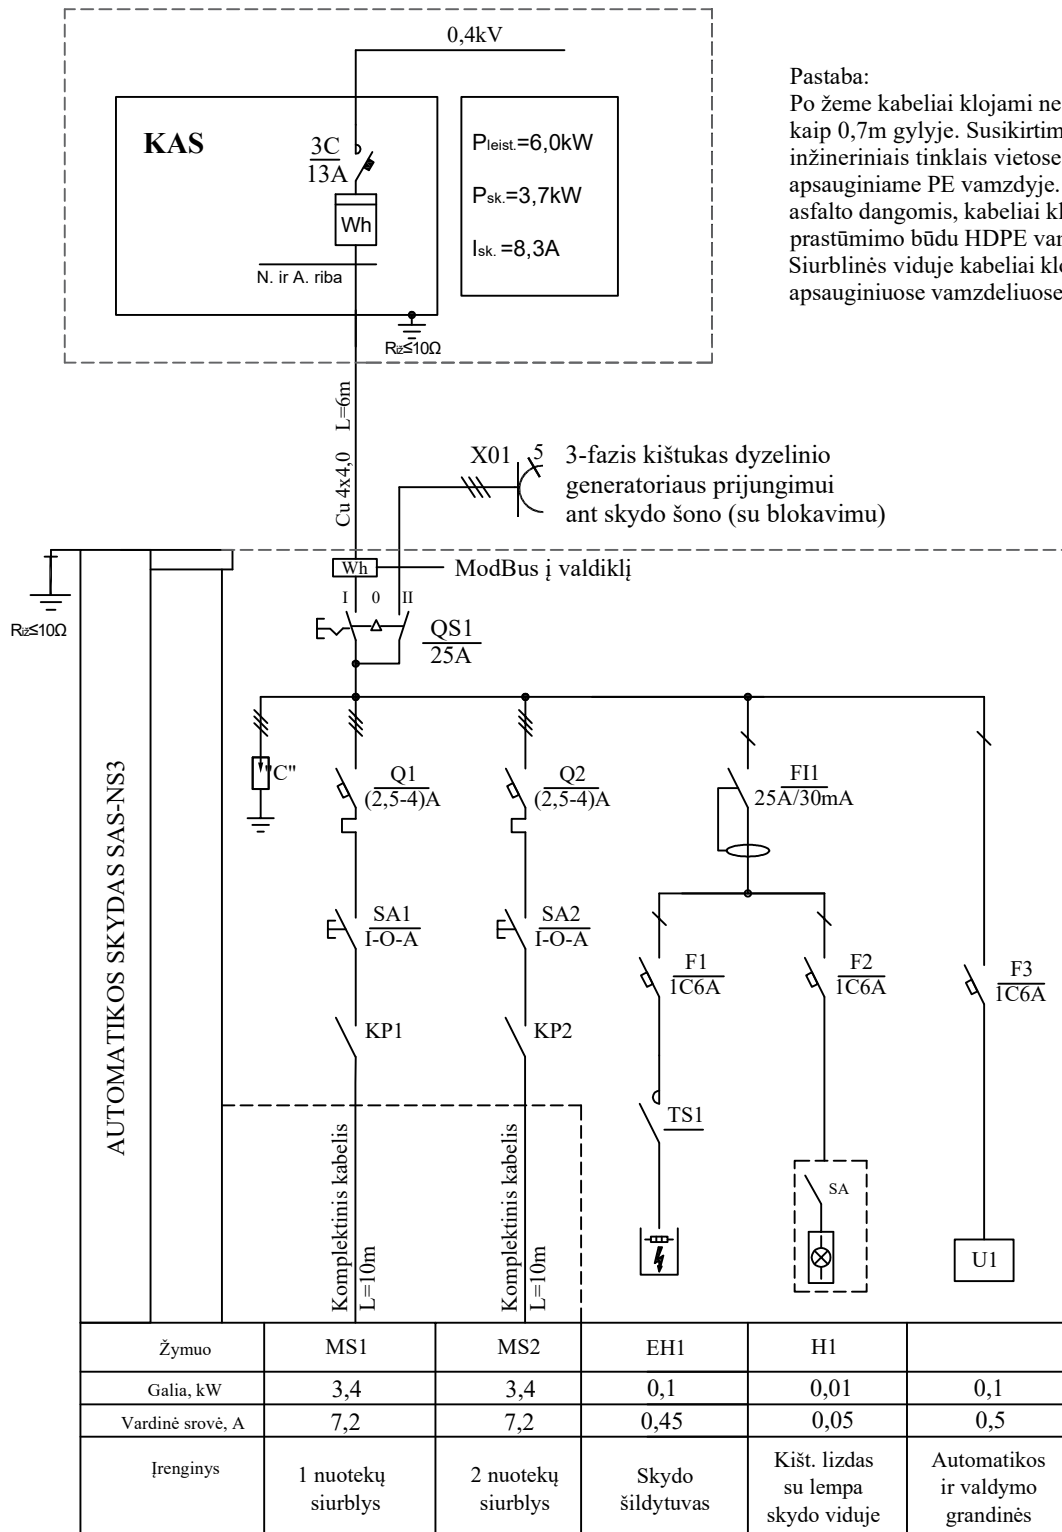 0,4kV
KAS
3C
13A
Wh
N. ir A. riba
Riž≤10Ω
Pleist.=6,0kW
Psk.=3,7kW
Isk. =8,3A
Pastaba:
Po žeme kabeliai klojami ne
kaip 0,7m gylyje. Susikirtim
inžineriniais tinklais vietose
apsauginiame PE vamzdyje.
asfalto dangomis, kabeliai kl
prastūmimo būdu HDPE vam
Siurblinės viduje kabeliai klo
apsauginiuose vamzdeliuose
Cu 4x4,0 L=6m
X01
5
3-fazis kištukas dyzelinio
generatoriaus prijungimui
ant skydo šono (su blokavimu)
Wh
ModBus į valdiklį
I 0 II
QS1
25A
Riž≤10Ω
AUTOMATIKOS SKYDAS SAS-NS3
"C"
Q1
(2,5-4)A
Q2
(2,5-4)A
FI1
25A/30mA
SA1
I-O-A
SA2
I-O-A
F1
1C6A
F2
1C6A
F3
1C6A
KP1
KP2
TS1
SA
U1
Komplektinis kabelis
L=10m
Komplektinis kabelis
L=10m
Žymuo MS1 MS2 EH1 H1
Galia, kW 3,4 3,4 0,1 0,01 0,1
Vardinė srovė, A 7,2 7,2 0,45 0,05 0,5
Įrenginys
1 nuotekų
siurblys
2 nuotekų
siurblys
Skydo
šildytuvas
Kišt. lizdas
su lempa
skydo viduje
Automatikos
ir valdymo
grandinės